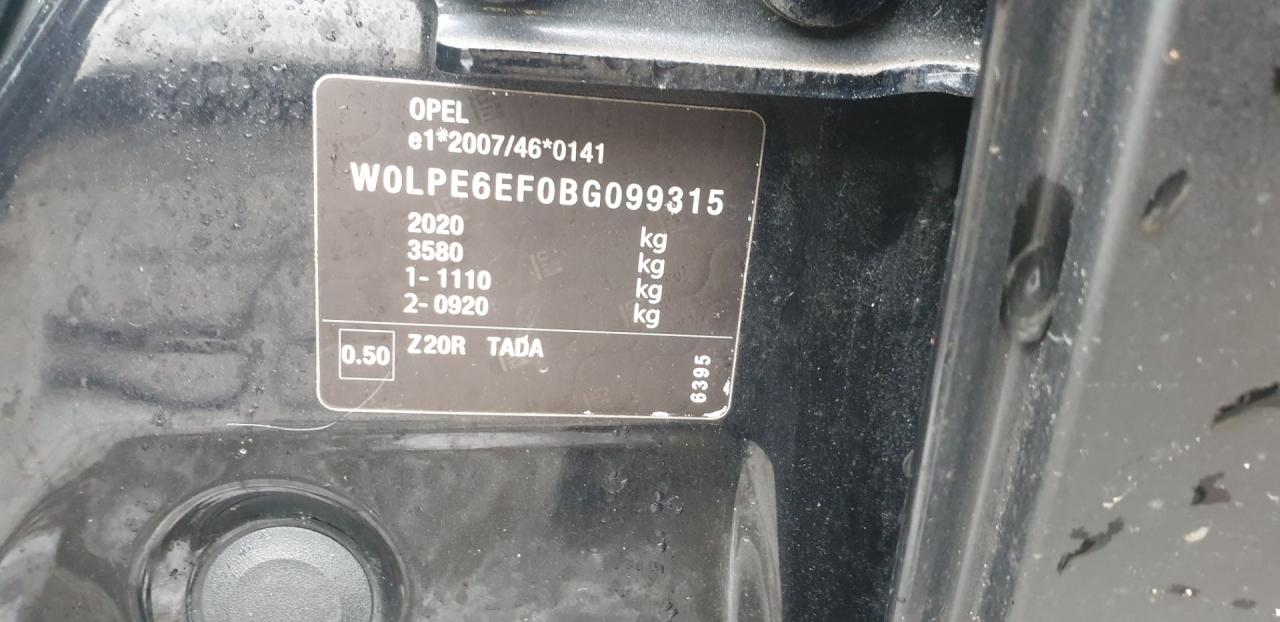 OPEL
e1*2007/46*0141
W0LPE6EF0BG099315
2020 kg
3580 kg
1- 1110 kg
2- 0920 kg
0.50 Z20R TADA
6395